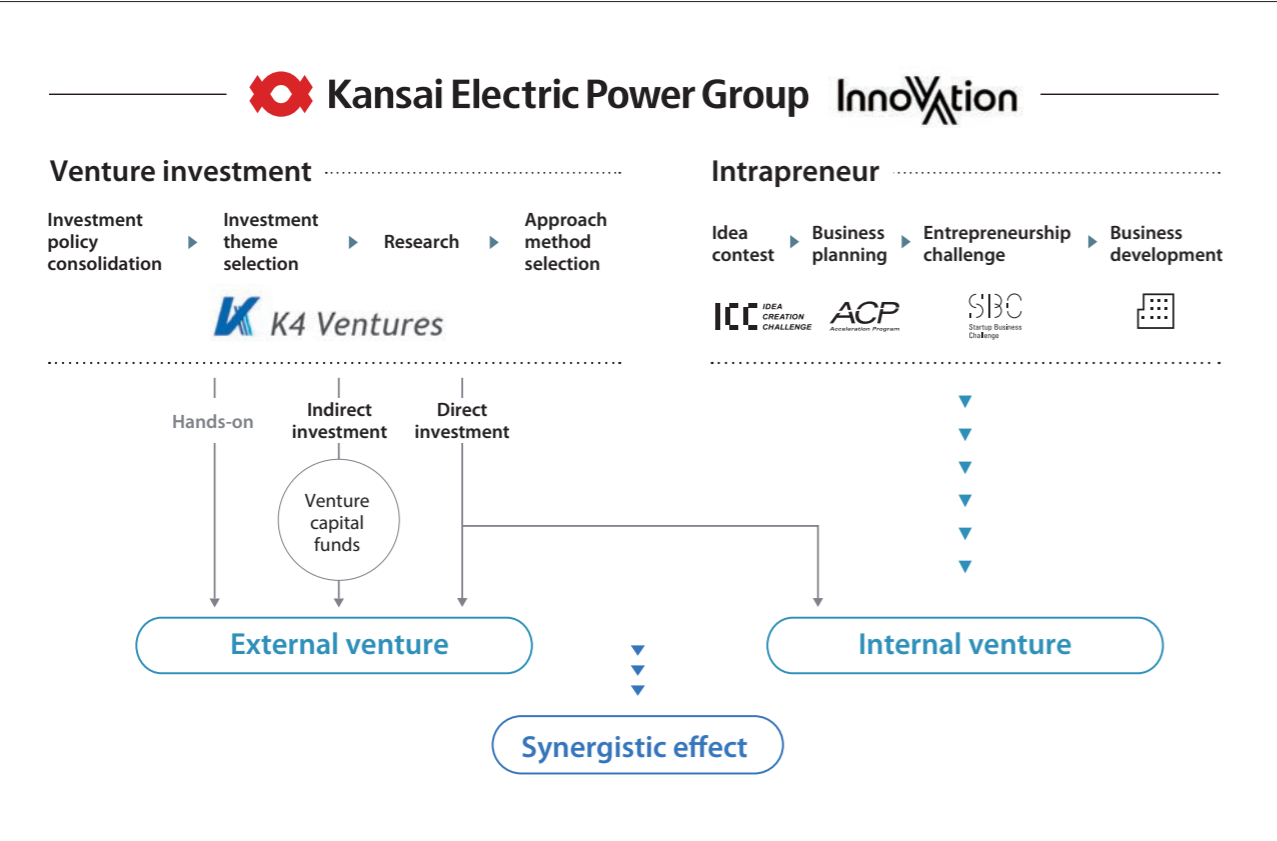 Kansai Electric Power Group InnoVation
Venture investment
Investment
policy
consolidation
Investment
theme
selection
Research
Approach
method
selection
K4 Ventures
Intrapreneur
Idea
contest
Business
planning
Entrepreneurship
challenge
Business
development
ICC IDEA
CREATION
CHALLENGE
ACP
Acceleration Program
SBC
Startup Business
Challenge
Hands-on
Indirect
investment
Direct
investment
Venture
capital
funds
External venture
Internal venture
Synergistic effect